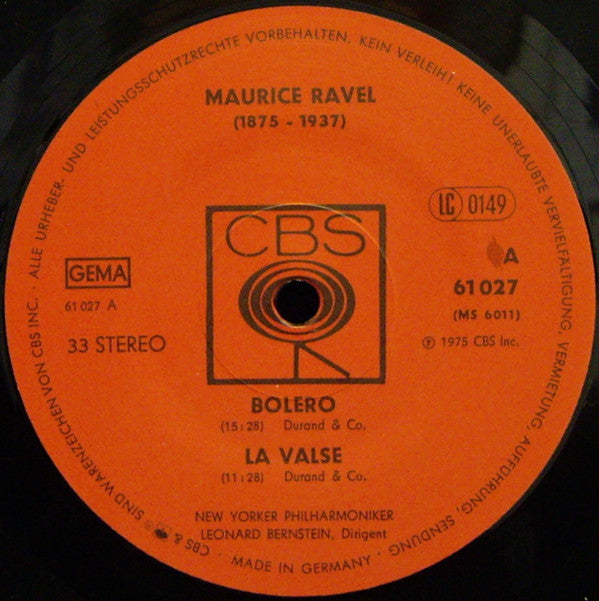 ALLE URHEBER- UND LEISTUNGSSCHUTZRECHTE VORBEHALTEN, KEIN VERLEIH! KEINE UNERLAUBTE VERVIELFÄLTIGUNG, VERMIETUNG, AUFFÜHRUNG, SENDUNG
MAURICE RAVEL
(1875 - 1937)
LC 0149
CBS
GEMA
A
61 027 A
61 027
(MS 6011)
33 STEREO
℗ 1975 CBS Inc.
BOLERO
(15:28) Durand & Co.
LA VALSE
(11:28) Durand & Co.
NEW YORKER PHILHARMONIKER
LEONARD BERNSTEIN, Dirigent
MADE IN GERMANY ·
CBS & ® SIND WARENZEICHEN VON CBS INC. ·